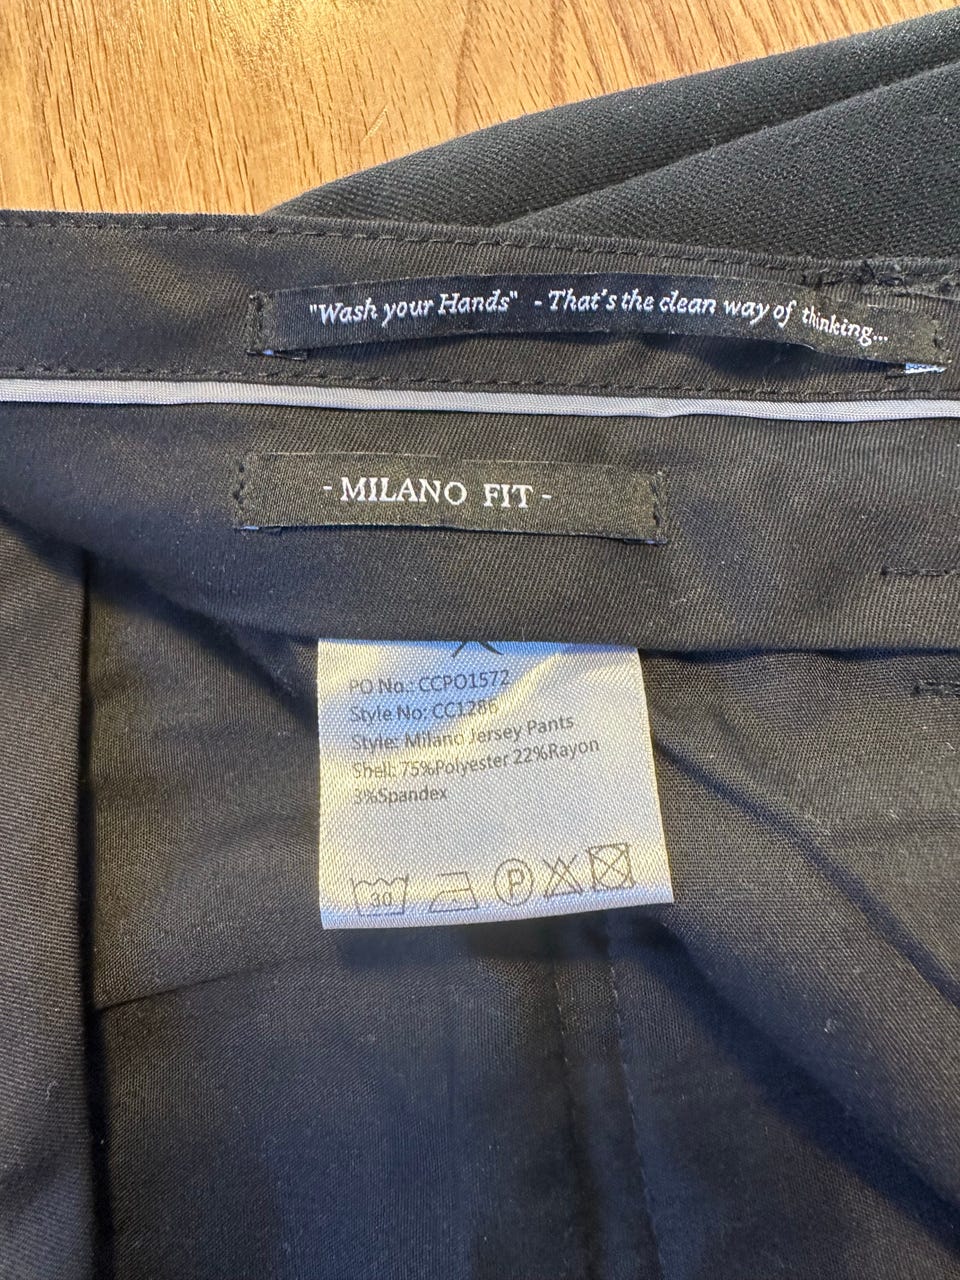 "Wash your Hands" - That's the clean way of thinking...
- MILANO FIT -
PO No.: CCPO1572
Style No: CC1286
Style: Milano Jersey Pants
Shell: 75%Polyester 22%Rayon
3%Spandex
30 P